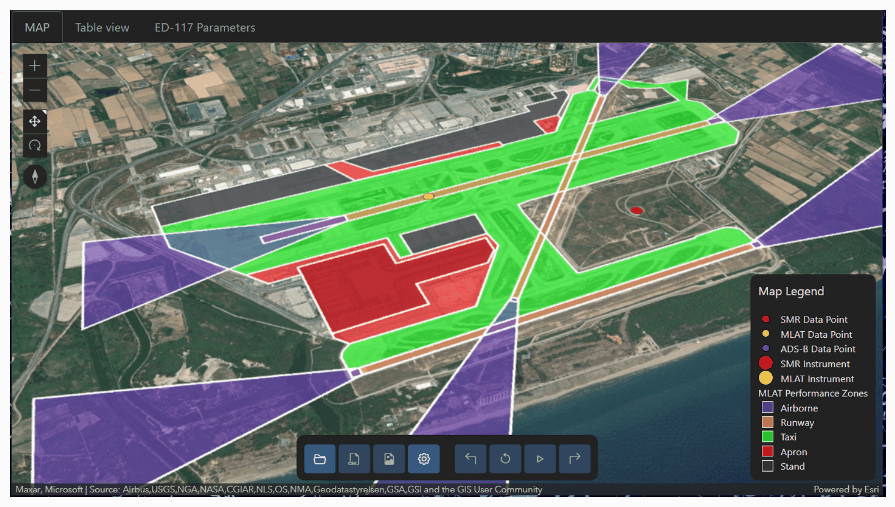 MAP Table view ED-117 Parameters
Map Legend
SMR Data Point
MLAT Data Point
ADS-B Data Point
SMR Instrument
MLAT Instrument
MLAT Performance Zones
Airborne
Runway
Taxi
Apron
Stand
Maxar, Microsoft | Source: Airbus,USGS,NGA,NASA,CGIAR,NLS,OS,NMA,Geodatastyrelsen,GSA,GSI and the GIS User Community Powered by Esri